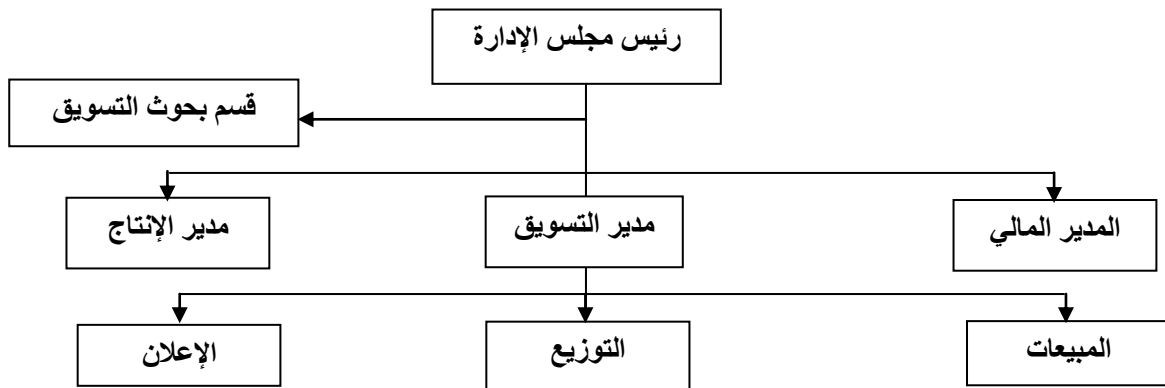 رئيس مجلس الإدارة
قسم بحوث التسويق
المدير المالي
مدير التسويق
مدير الإنتاج
المبيعات
التوزيع
الإعلان